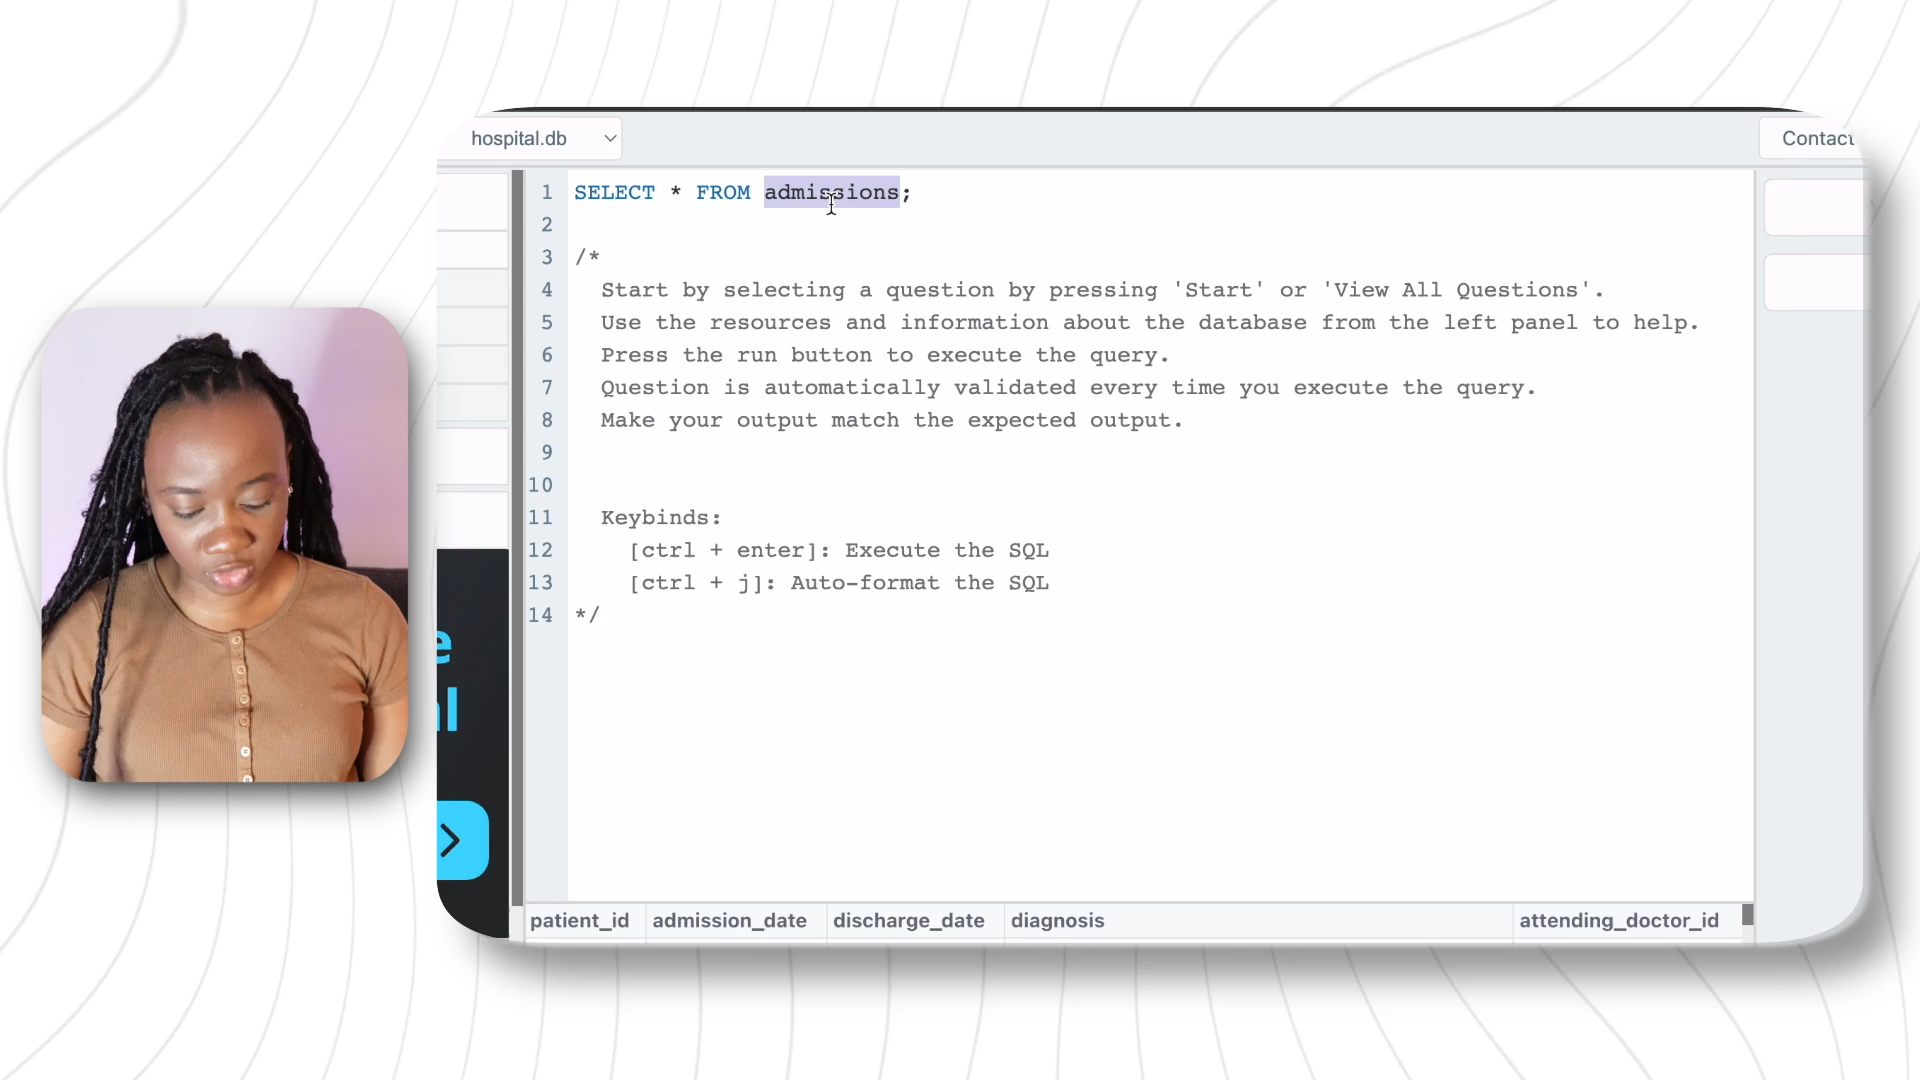 hospital.db
Contact
1 SELECT * FROM admissions;
2
3 /*
4 Start by selecting a question by pressing 'Start' or 'View All Questions'.
5 Use the resources and information about the database from the left panel to help.
6 Press the run button to execute the query.
7 Question is automatically validated every time you execute the query.
8 Make your output match the expected output.
9
10
11 Keybinds:
12 [ctrl + enter]: Execute the SQL
13 [ctrl + j]: Auto-format the SQL
14 */
e
l
patient_id admission_date discharge_date diagnosis attending_doctor_id